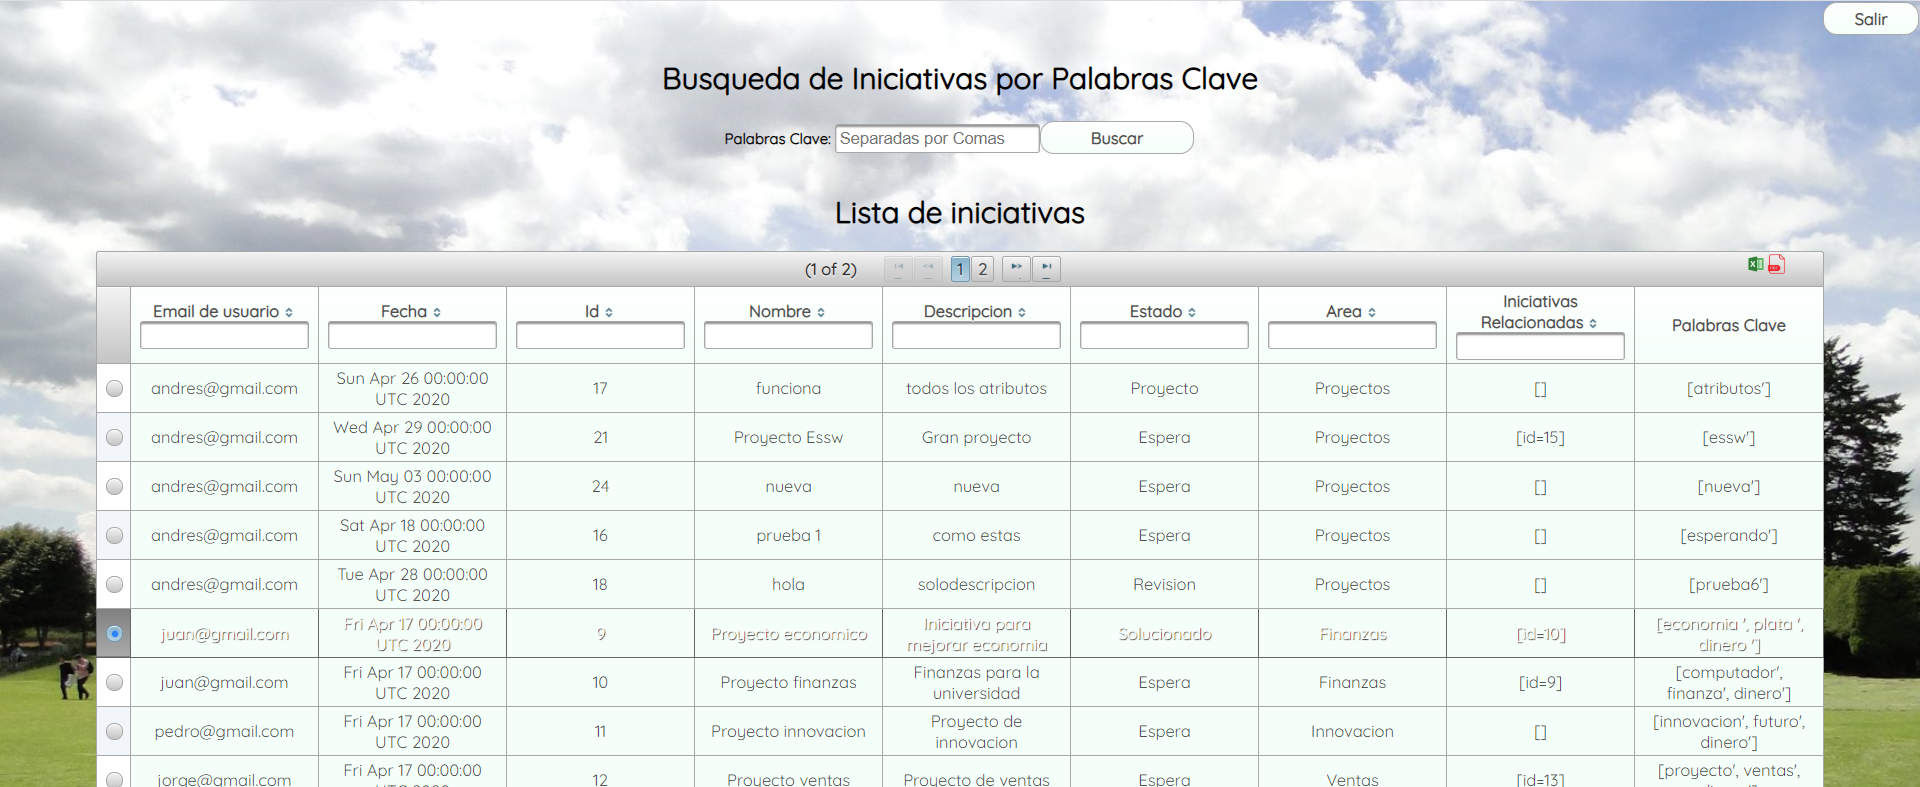 Salir
Busqueda de Iniciativas por Palabras Clave
Palabras Clave: Separadas por Comas Buscar
Lista de iniciativas
(1 of 2) 1 2
Email de usuario Fecha Id Nombre Descripcion Estado Area Iniciativas Relacionadas Palabras Clave
andres@gmail.com Sun Apr 26 00:00:00 UTC 2020 17 funciona todos los atributos Proyecto Proyectos [] [atributos']
andres@gmail.com Wed Apr 29 00:00:00 UTC 2020 21 Proyecto Essw Gran proyecto Espera Proyectos [id=15] [essw']
andres@gmail.com Sun May 03 00:00:00 UTC 2020 24 nueva nueva Espera Proyectos [] [nueva']
andres@gmail.com Sat Apr 18 00:00:00 UTC 2020 16 prueba 1 como estas Espera Proyectos [] [esperando']
andres@gmail.com Tue Apr 28 00:00:00 UTC 2020 18 hola solodescripcion Revision Proyectos [] [prueba6']
juan@gmail.com Fri Apr 17 00:00:00 UTC 2020 9 Proyecto economico Iniciativa para mejorar economia Solucionado Finanzas [id=10] [economia ', plata ', dinero ']
juan@gmail.com Fri Apr 17 00:00:00 UTC 2020 10 Proyecto finanzas Finanzas para la universidad Espera Finanzas [id=9] [computador', finanza', dinero']
pedro@gmail.com Fri Apr 17 00:00:00 UTC 2020 11 Proyecto innovacion Proyecto de innovacion Espera Innovacion [] [innovacion', futuro', dinero']
jorge@gmail.com Fri Apr 17 00:00:00 12 Proyecto ventas Proyecto de ventas Espera Ventas [id=13] [proyecto', ventas',